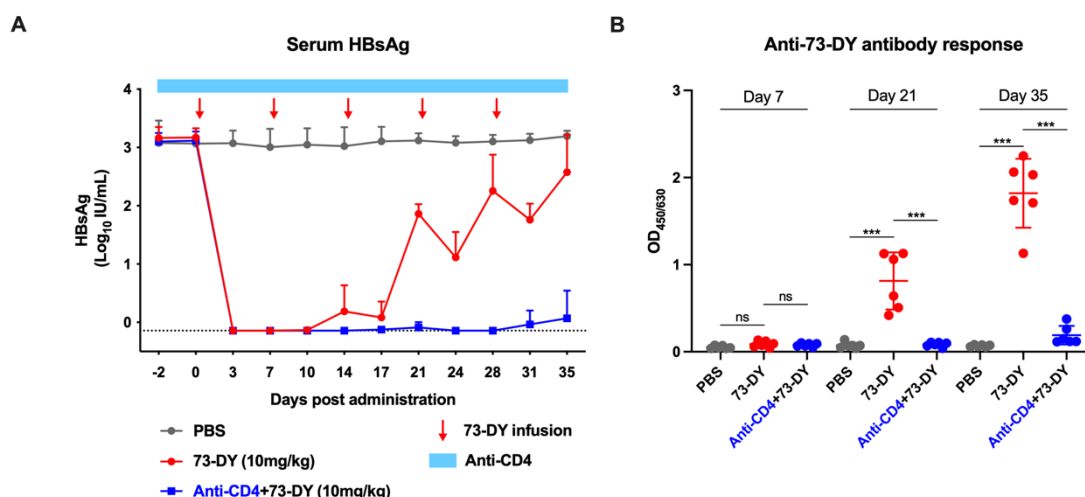 A
Serum HBsAg
HBsAg
(Log10 IU/mL)
4
3
2
1
0
-2 0 3 7 10 14 17 21 24 28 31 35
Days post administration
PBS
73-DY (10mg/kg)
Anti-CD4+73-DY (10mg/kg)
73-DY infusion
Anti-CD4
B
Anti-73-DY antibody response
OD450/630
3
2
1
0
Day 7 Day 21 Day 35
ns ns *** *** *** ***
PBS 73-DY Anti-CD4+73-DY PBS 73-DY Anti-CD4+73-DY PBS 73-DY Anti-CD4+73-DY